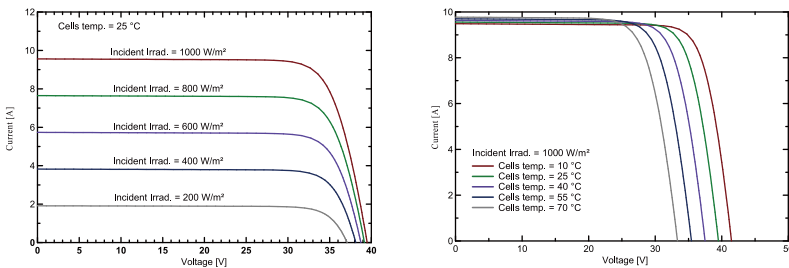 Cells temp. = 25 °C
Incident Irrad. = 1000 W/m²
Incident Irrad. = 800 W/m²
Incident Irrad. = 600 W/m²
Incident Irrad. = 400 W/m²
Incident Irrad. = 200 W/m²
12
10
8
6
4
2
0
Current [A]
0 5 10 15 20 25 30 35 40
Voltage [V]
10
8
6
4
2
0
Current [A]
Incident Irrad. = 1000 W/m²
Cells temp. = 10 °C
Cells temp. = 25 °C
Cells temp. = 40 °C
Cells temp. = 55 °C
Cells temp. = 70 °C
0 10 20 30 40 50
Voltage [V]